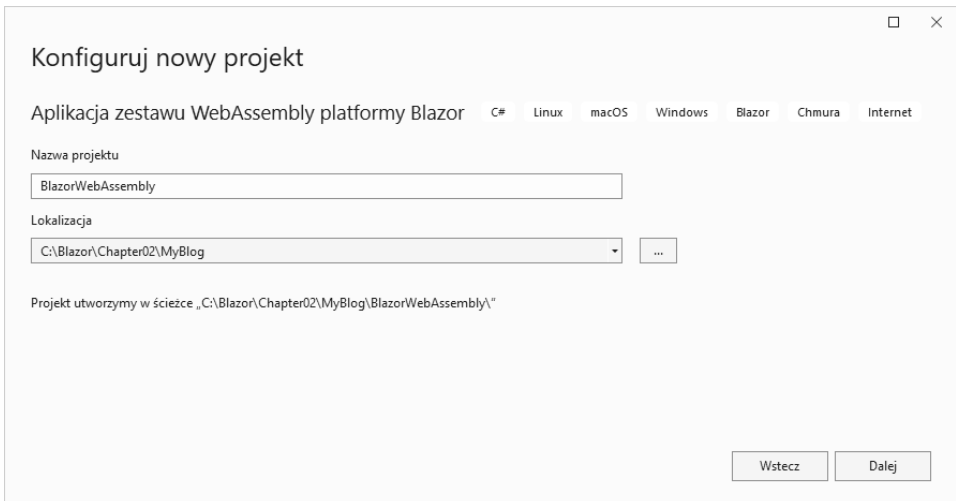 Konfiguruj nowy projekt
Aplikacja zestawu WebAssembly platformy Blazor C# Linux macOS Windows Blazor Chmura Internet
Nazwa projektu
BlazorWebAssembly
Lokalizacja
C:\Blazor\Chapter02\MyBlog ...
Projekt utworzymy w ścieżce „C:\Blazor\Chapter02\MyBlog\BlazorWebAssembly\”
Wstecz Dalej